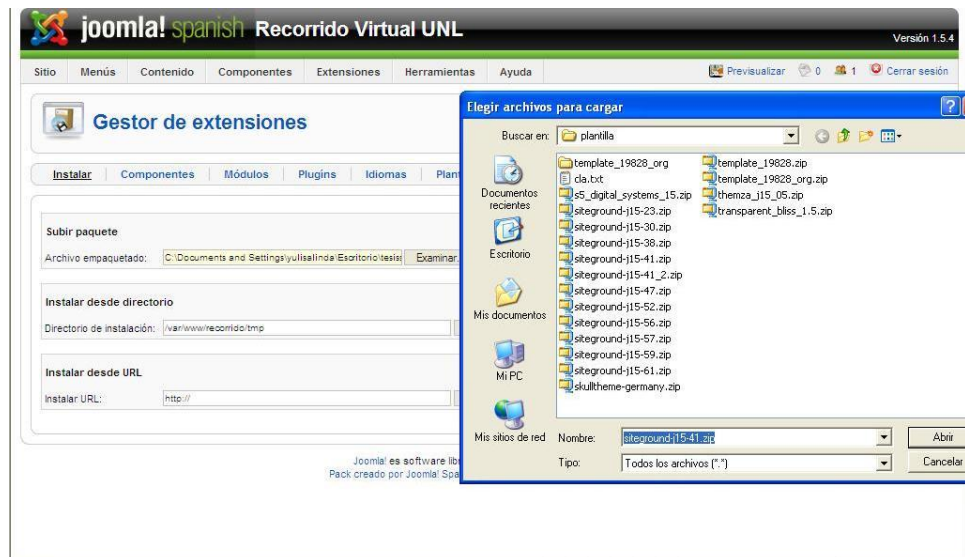 joomla! spanish Recorrido Virtual UNL
Versión 1.5.4
Sitio Menús Contenido Componentes Extensiones Herramientas Ayuda Previsualizar 0 1 Cerrar sesión
Gestor de extensiones
Instalar Componentes Módulos Plugins Idiomas Plant
Subir paquete
Archivo empaquetado: C:\Documents and Settings\yulisalinda\Escritorio\tesis Examinar.
Instalar desde directorio
Directorio de instalación: /var/www/recorrido/tmp
Instalar desde URL
Instalar URL: http://
Joomla! es software lib
Pack creado por Joomla! Spa
Elegir archivos para cargar
Buscar en: plantilla
Documentos recientes
Escritorio
Mis documentos
Mi PC
Mis sitios de red
template_19828_org
cla.txt
s5_digital_systems_15.zip
siteground-j15-23.zip
siteground-j15-30.zip
siteground-j15-38.zip
siteground-j15-41.zip
siteground-j15-41_2.zip
siteground-j15-47.zip
siteground-j15-52.zip
siteground-j15-56.zip
siteground-j15-57.zip
siteground-j15-59.zip
siteground-j15-61.zip
skulltheme-germany.zip
template_19828.zip
template_19828_org.zip
themza_j15_05.zip
transparent_bliss_1.5.zip
Nombre: siteground-j15-41.zip Abrir
Tipo: Todos los archivos (*.*) Cancelar